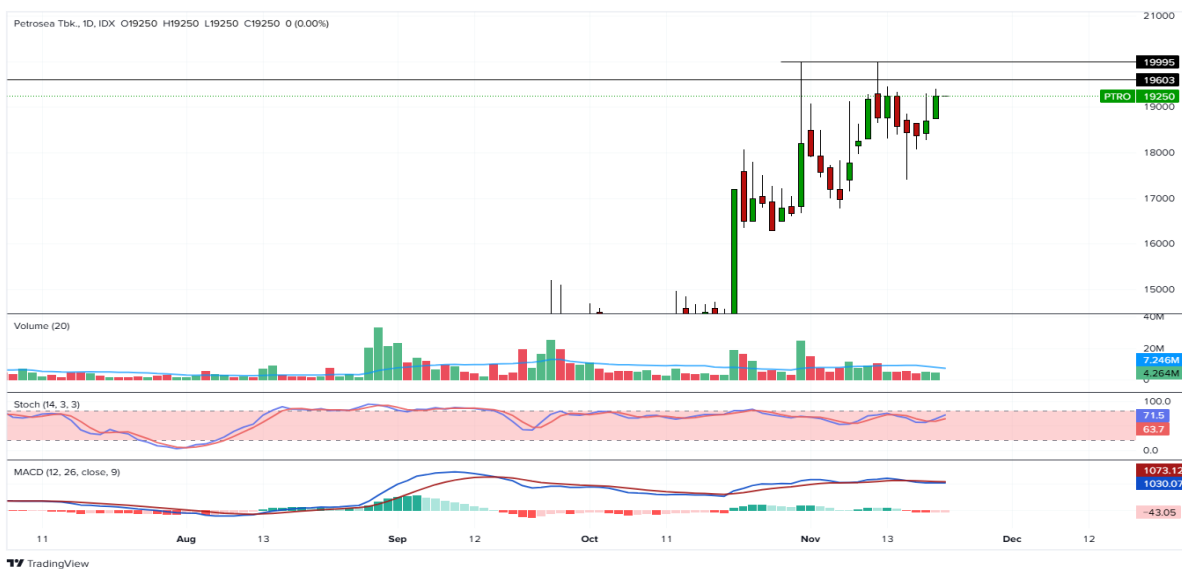 Petrosea Tbk., 1D, IDX O19250 H19250 L19250 C19250 0 (0.00%)
21000
19995
19603
PTRO 19250
19000
18000
17000
16000
15000
Volume (20)
40M
20M
7.246M
4.264M
0
Stoch (14, 3, 3)
100.0
71.5
63.7
0.0
MACD (12, 26, close, 9)
1073.12
1030.07
−43.05
11 Aug 13 Sep Oct 11 Nov 13 Dec 12
TradingView